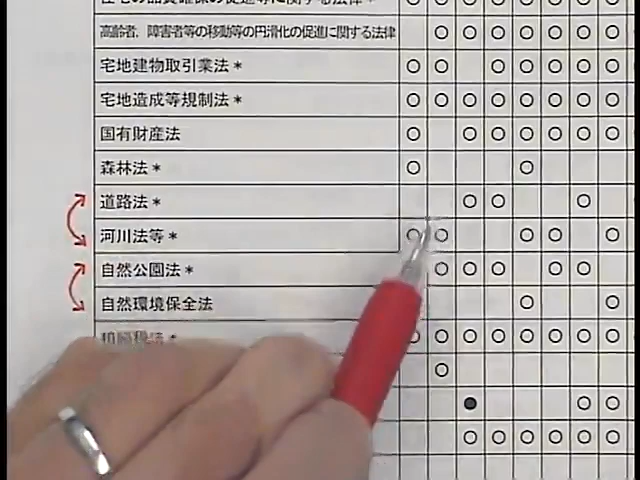 高齢者，障害者等の移動等の円滑化の促進に関する法律 ○ ○ ○ ○ ○ ○ ○
宅地建物取引業法＊ ○ ○ ○ ○ ○ ○ ○
宅地造成等規制法＊ ○ ○ ○ ○ ○ ○ ○ ○
国有財産法 ○ ○ ○ ○ ○ ○ ○
森林法＊ ○ ○
道路法＊ ○ ○ ○
河川法等＊ ○ ○ ○ ○ ○
自然公園法＊ ○ ○ ○ ○ ○
自然環境保全法 ○ ○